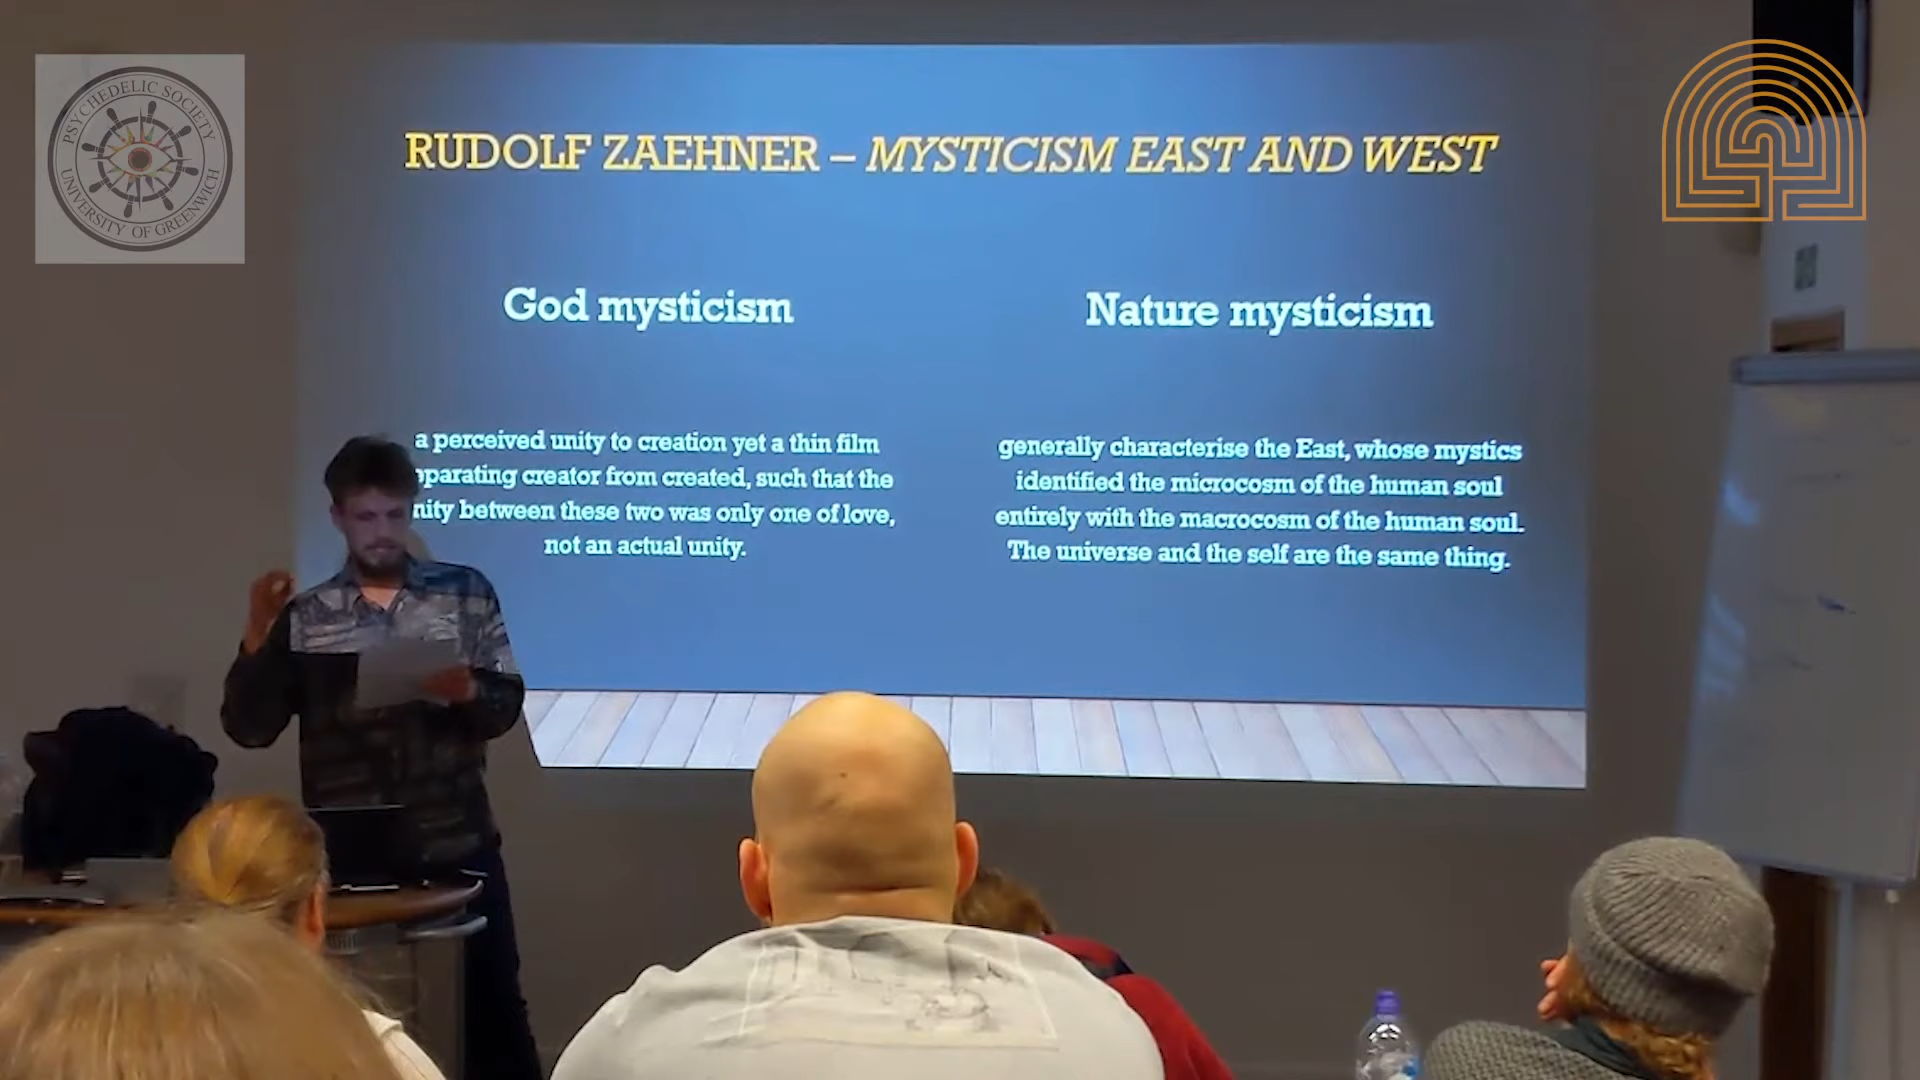 PSYCHEDELIC SOCIETY
UNIVERSITY OF GREENWICH
RUDOLF ZAEHNER – MYSTICISM EAST AND WEST
God mysticism
a perceived unity to creation yet a thin film
parating creator from created, such that the
nity between these two was only one of love,
not an actual unity.
Nature mysticism
generally characterise the East, whose mystics
identified the microcosm of the human soul
entirely with the macrocosm of the human soul.
The universe and the self are the same thing.